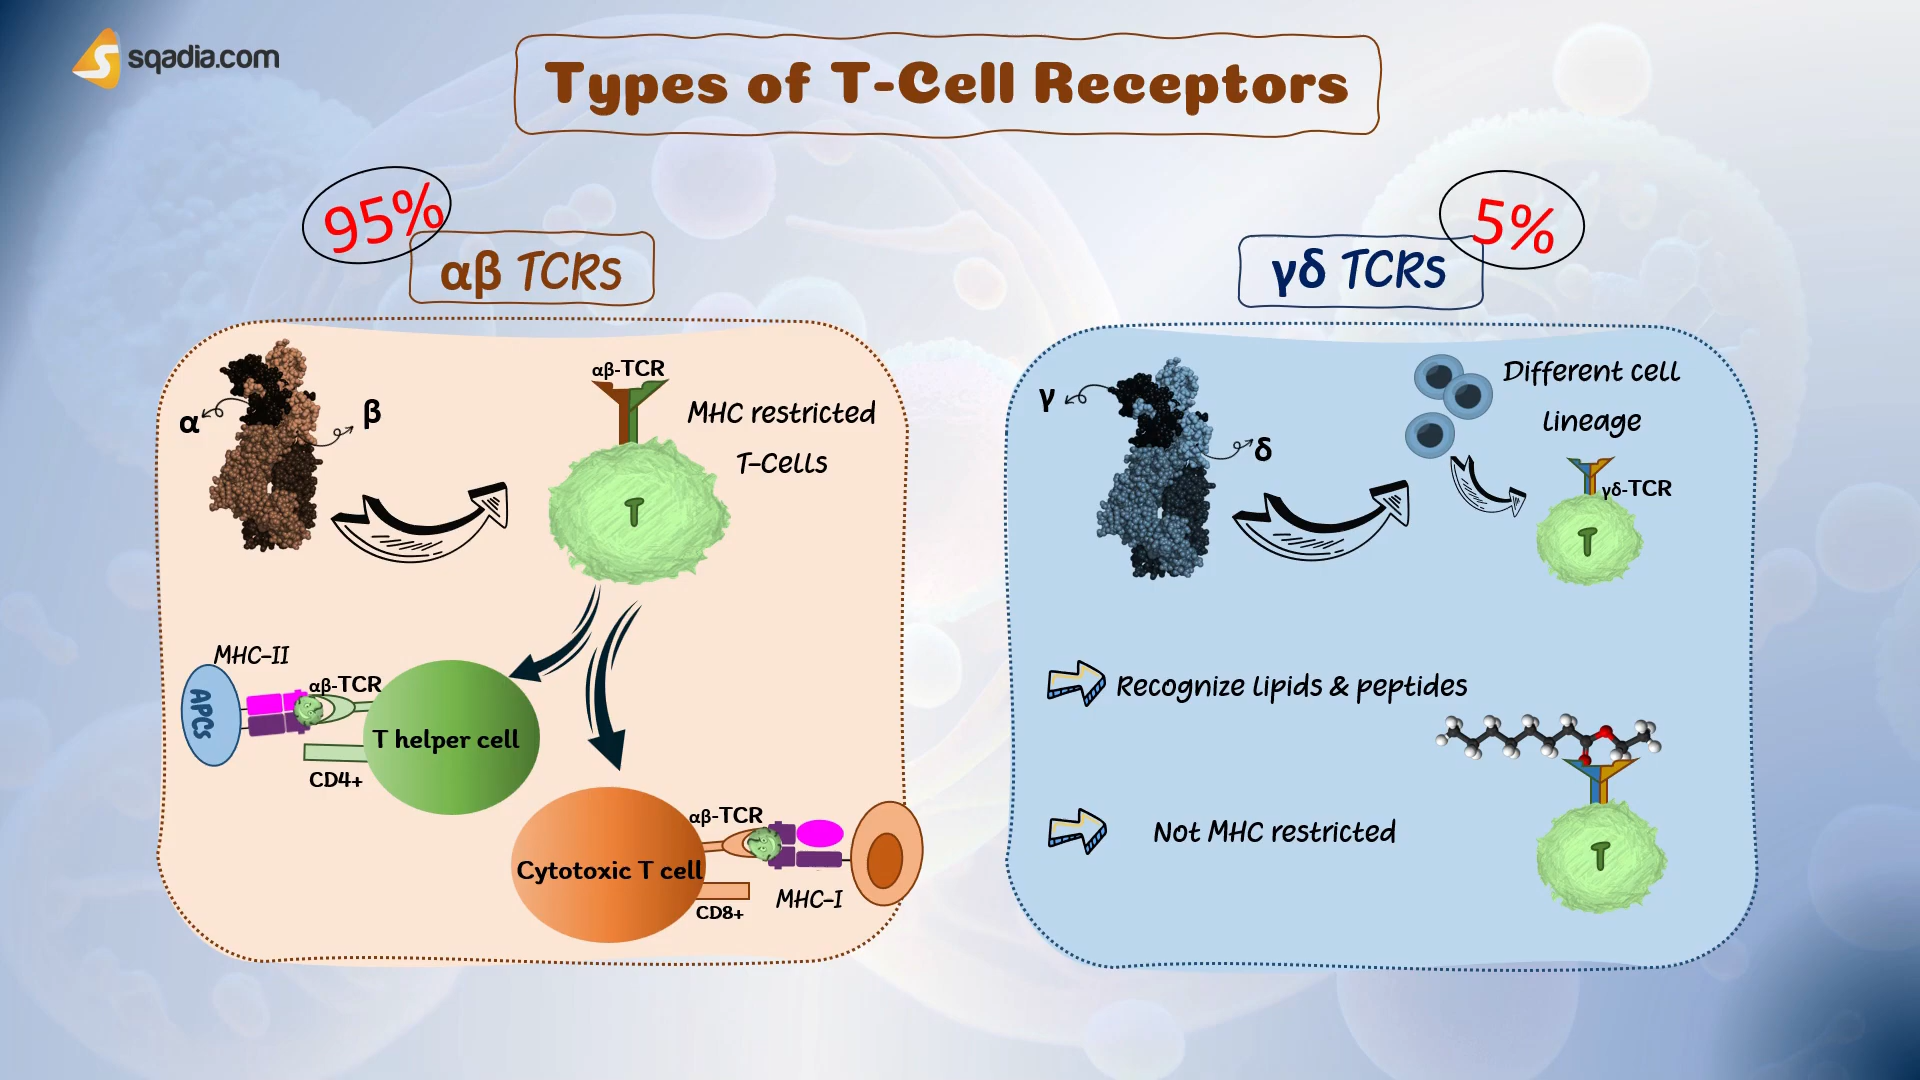 sqadia.com
Types of T-Cell Receptors
95%
αβ TCRs
α
β
αβ-TCR
MHC restricted
T-Cells
T
MHC-II
APCs
αβ-TCR
T helper cell
CD4+
αβ-TCR
Cytotoxic T cell
CD8+
MHC-I
5%
γδ TCRs
γ
δ
Different cell
lineage
γδ-TCR
T
Recognize lipids & peptides
Not MHC restricted
T